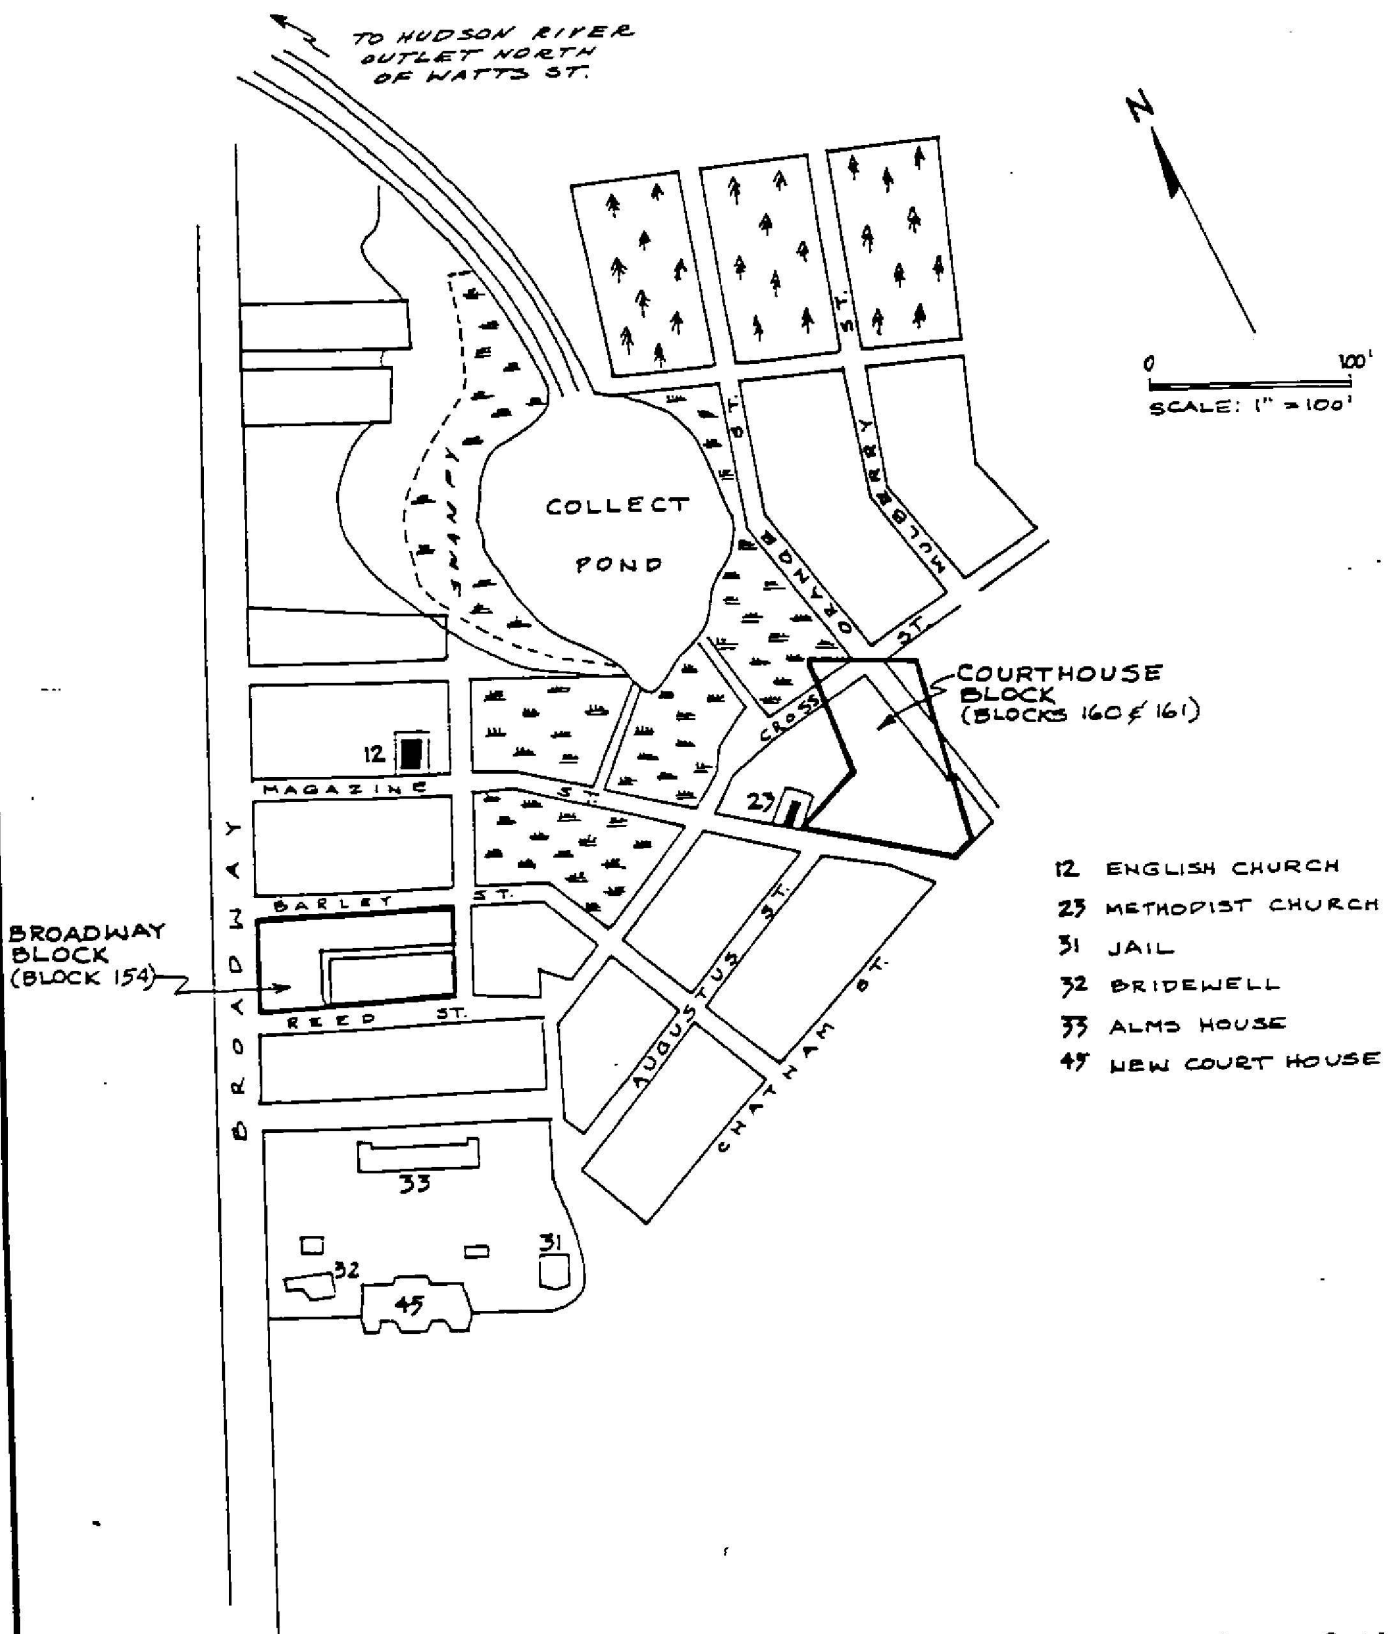 TO HUDSON RIVER
OUTLET NORTH
OF WATTS ST.
N
0 100'
SCALE: 1" = 100'
ST.
ST.
MULBERRY
ORANGE
ST.
SWAMPY
COLLECT
POND
CROSS
COURTHOUSE
BLOCK
(BLOCKS 160 & 161)
12
MAGAZINE ST.
23
BROADWAY
BARLEY ST.
BROADWAY
BLOCK
(BLOCK 154)
REED ST.
AUGUSTUS ST.
CHATHAM ST.
12 ENGLISH CHURCH
23 METHODIST CHURCH
31 JAIL
32 BRIDEWELL
33 ALMS HOUSE
45 NEW COURT HOUSE
33
31
32
45